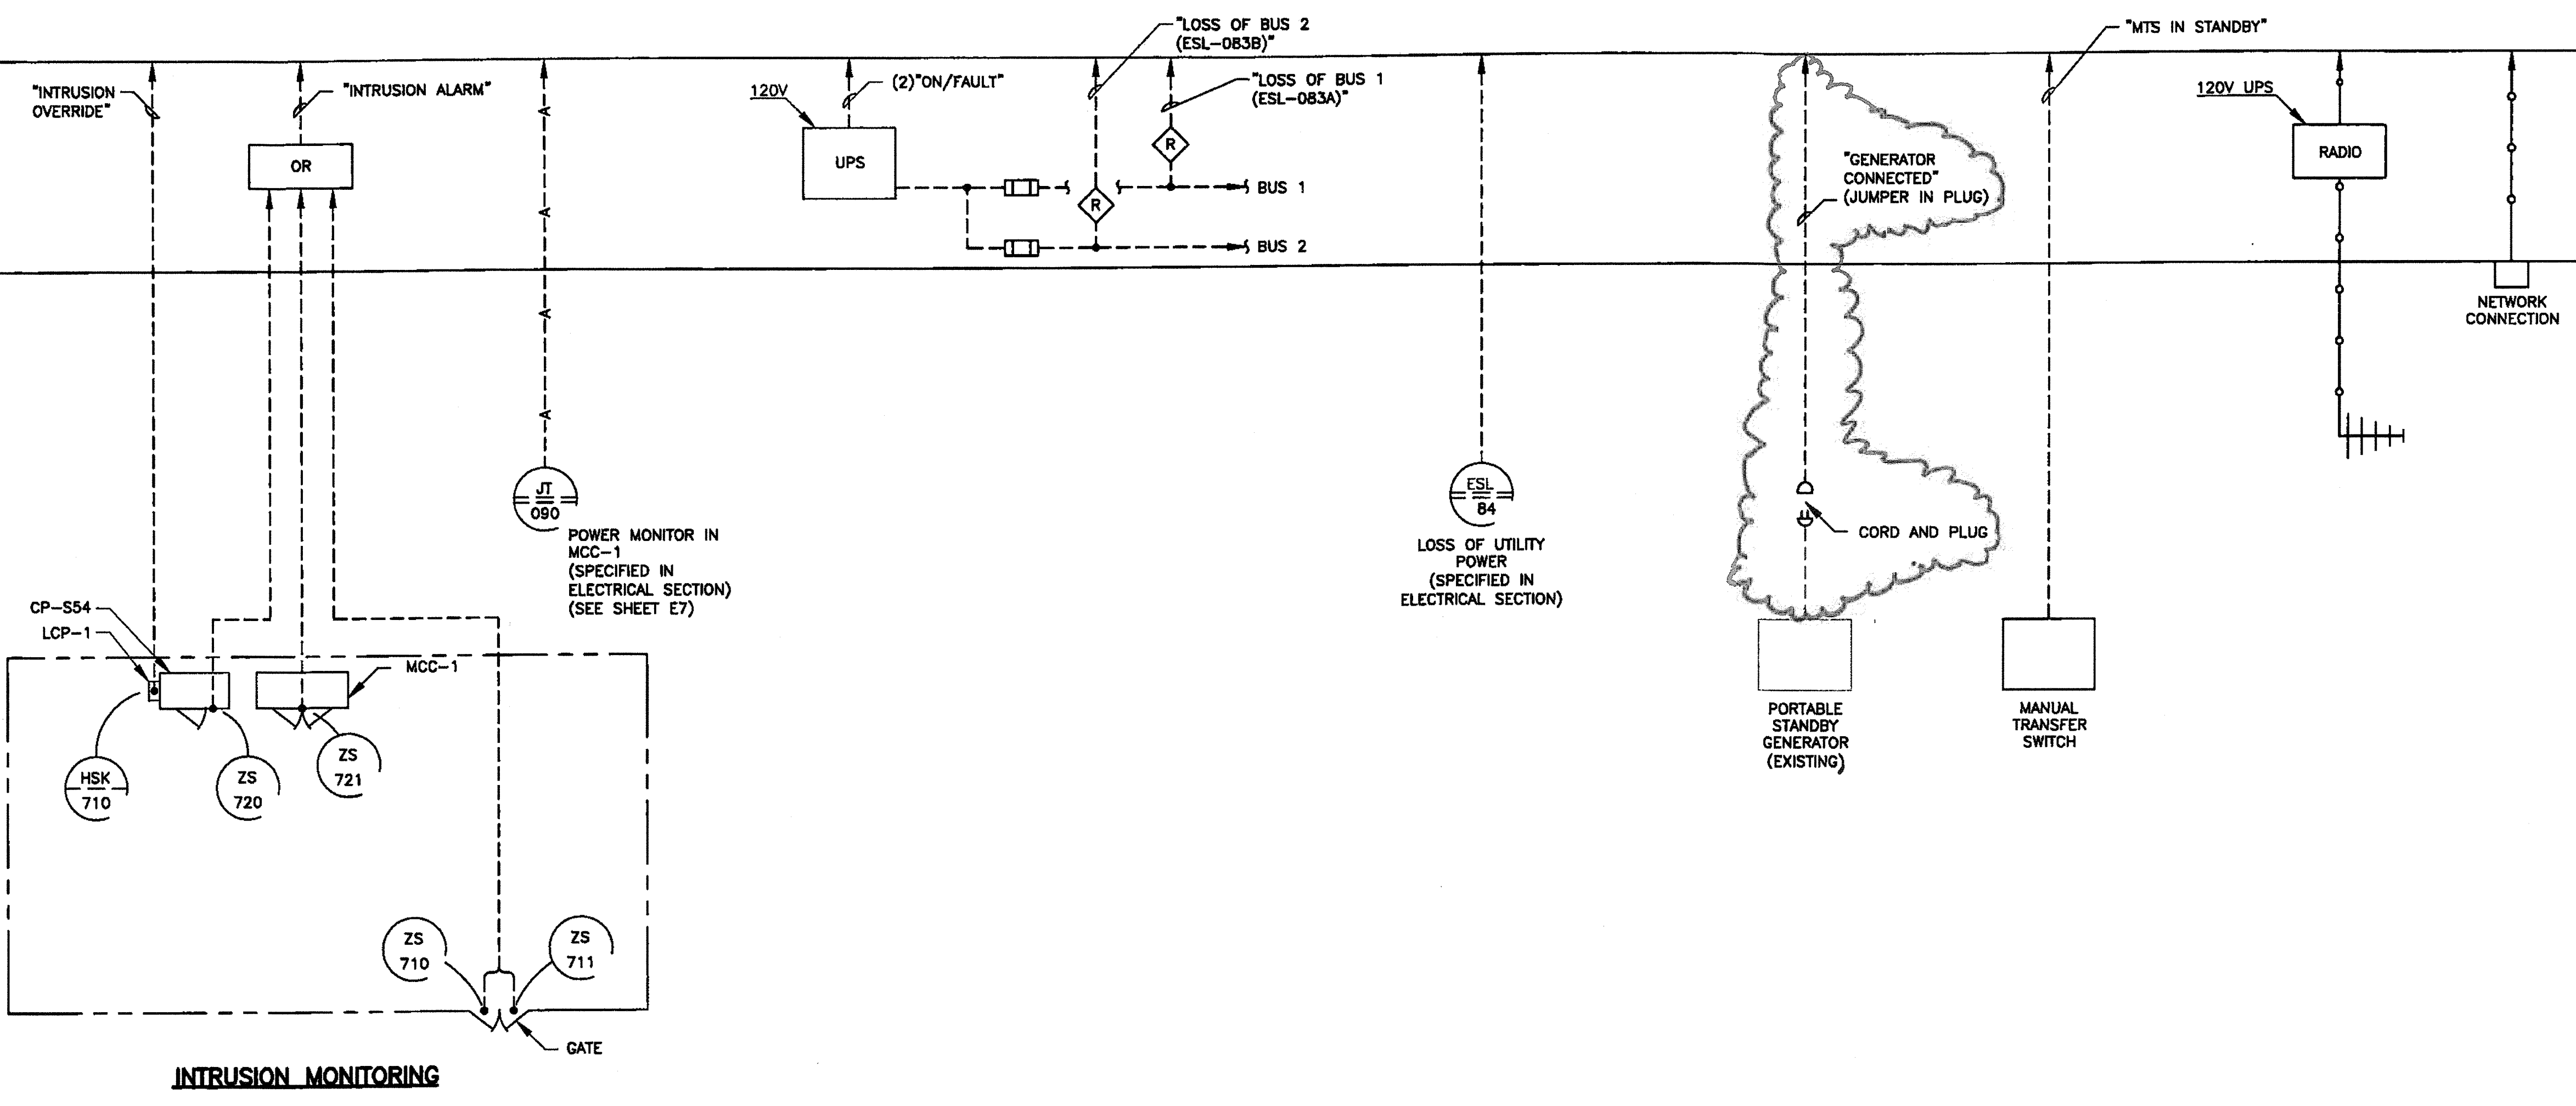 "LOSS OF BUS 2
(ESL-083B)"
"MTS IN STANDBY"
"INTRUSION
OVERRIDE"
"INTRUSION ALARM"
120V
(2)"ON/FAULT"
"LOSS OF BUS 1
(ESL-083A)"
120V UPS
OR
A
UPS
R
R
BUS 1
BUS 2
"GENERATOR
CONNECTED"
(JUMPER IN PLUG)
RADIO
A
A
A
NETWORK
CONNECTION
JT
090
POWER MONITOR IN
MCC-1
(SPECIFIED IN
ELECTRICAL SECTION)
(SEE SHEET E7)
ESL
84
LOSS OF UTILITY
POWER
(SPECIFIED IN
ELECTRICAL SECTION)
CORD AND PLUG
CP-S54
LCP-1
MCC-1
HSK
710
ZS
720
ZS
721
PORTABLE
STANDBY
GENERATOR
(EXISTING)
MANUAL
TRANSFER
SWITCH
ZS
710
ZS
711
GATE
INTRUSION MONITORING